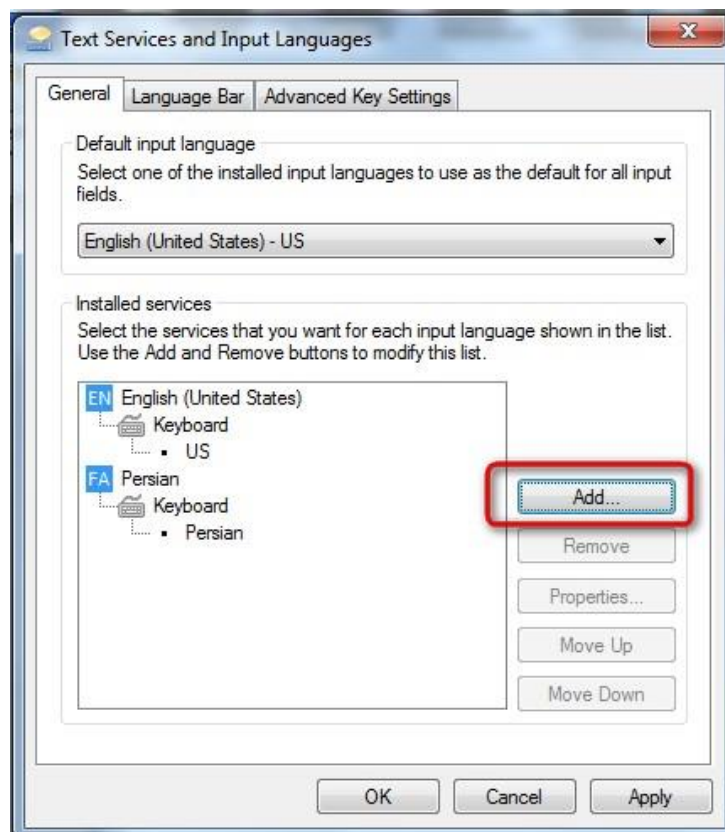 Text Services and Input Languages
General
Language Bar
Advanced Key Settings
Default input language
Select one of the installed input languages to use as the default for all input
fields.
English (United States) - US
Installed services
Select the services that you want for each input language shown in the list.
Use the Add and Remove buttons to modify this list.
EN English (United States)
Keyboard
US
FA Persian
Keyboard
Persian
Add...
Remove
Properties...
Move Up
Move Down
OK
Cancel
Apply